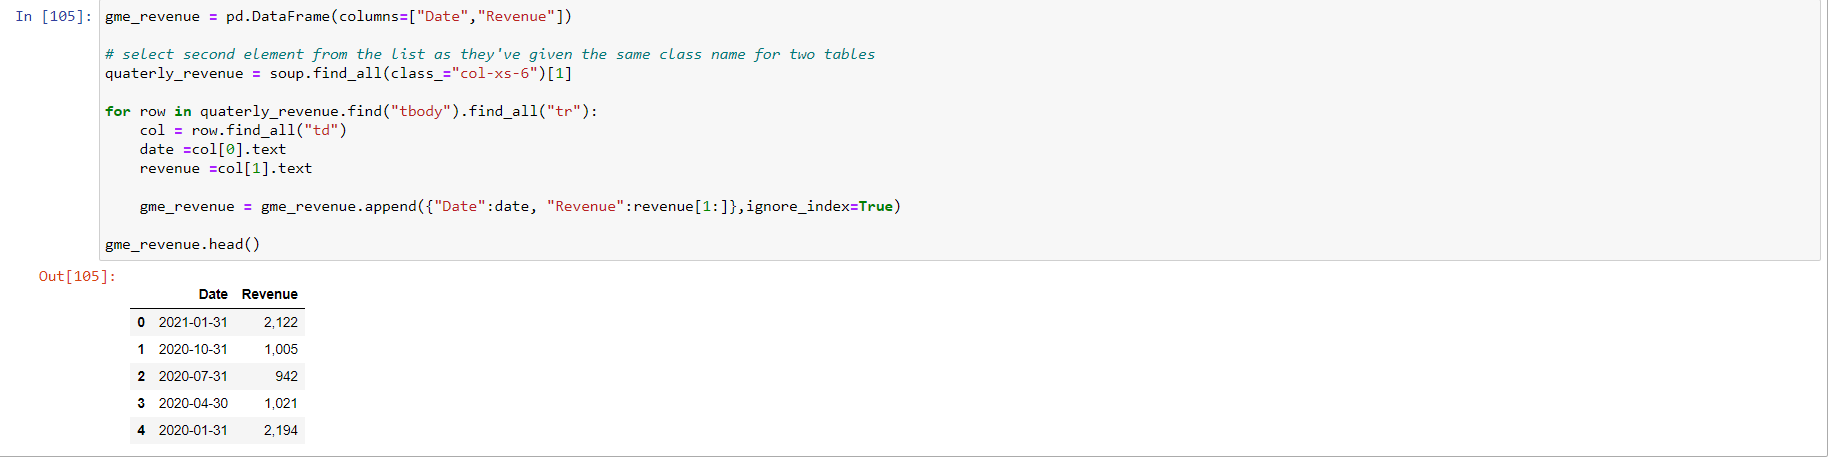 In [105]: gme_revenue = pd.DataFrame(columns=["Date","Revenue"])
# select second element from the list as they've given the same class name for two tables
quaterly_revenue = soup.find_all(class_="col-xs-6")[1]
for row in quaterly_revenue.find("tbody").find_all("tr"):
    col = row.find_all("td")
    date =col[0].text
    revenue =col[1].text
    gme_revenue = gme_revenue.append({"Date":date, "Revenue":revenue[1:]},ignore_index=True)
gme_revenue.head()
Out[105]:
Date Revenue
0 2021-01-31 2,122
1 2020-10-31 1,005
2 2020-07-31 942
3 2020-04-30 1,021
4 2020-01-31 2,194